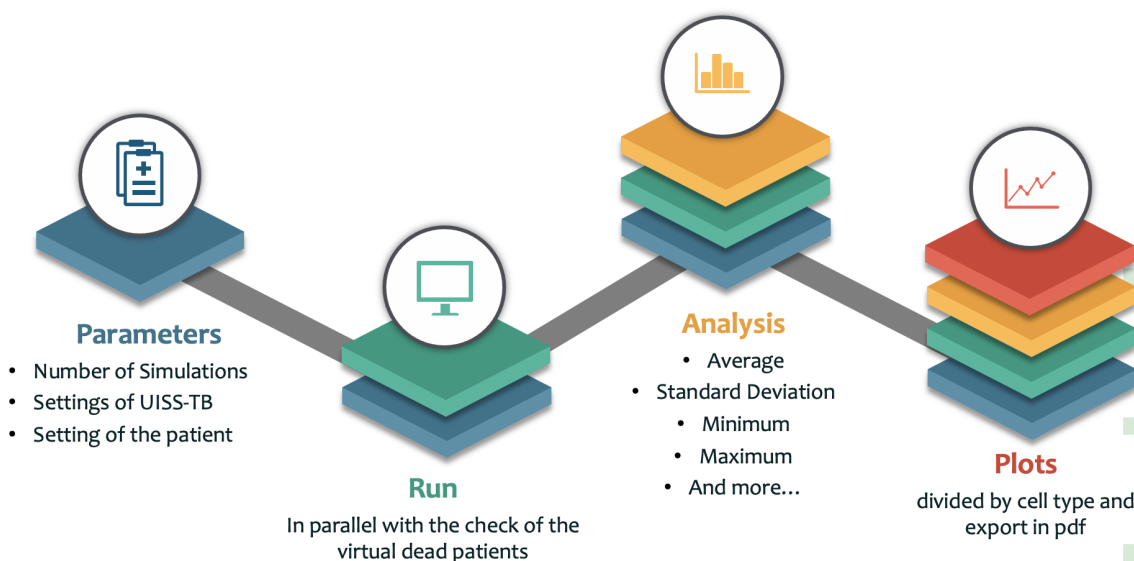 Parameters
• Number of Simulations
• Settings of UISS-TB
• Setting of the patient
Run
In parallel with the check of the
virtual dead patients
Analysis
• Average
• Standard Deviation
• Minimum
• Maximum
• And more...
Plots
divided by cell type and
export in pdf